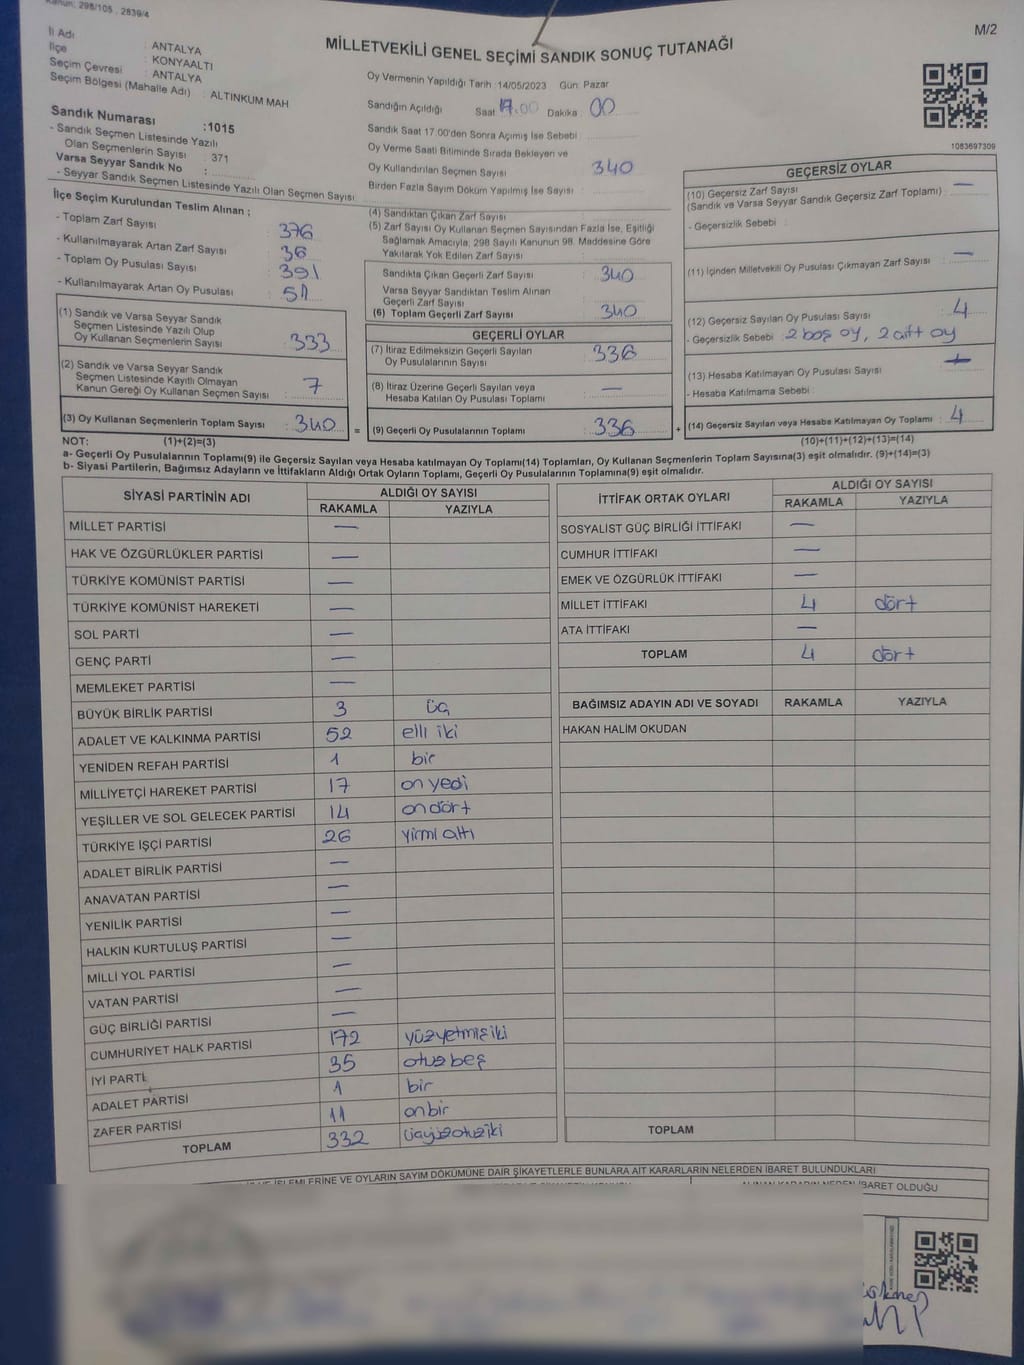 Kanun: 298/105 , 2839/4
M/2
MİLLETVEKİLİ GENEL SEÇİMİ SANDIK SONUÇ TUTANAĞI
İl Adı : ANTALYA
İlçe : KONYAALTI
Seçim Çevresi : ANTALYA
Seçim Bölgesi (Mahalle Adı) : ALTINKUM MAH
Sandık Numarası :1015
- Sandık Seçmen Listesinde Yazılı
Olan Seçmenlerin Sayısı : 371
Varsa Seyyar Sandık No :
- Seyyar Sandık Seçmen Listesinde Yazılı Olan Seçmen Sayısı :
Oy Vermenin Yapıldığı Tarih :14/05/2023 Gün: Pazar
Sandığın Açıldığı Saat 17.00 Dakika 00
Sandık Saat 17.00'den Sonra Açımış İse Sebebi :
Oy Verme Saati Bitiminde Sırada Bekleyen ve
Oy Kullandırılan Seçmen Sayısı : 340
Birden Fazla Sayım Döküm Yapılmış İse Sayısı :
1083697309
İlçe Seçim Kurulundan Teslim Alınan ;
- Toplam Zarf Sayısı : 376
- Kullanılmayarak Artan Zarf Sayısı : 36
- Toplam Oy Pusulası Sayısı : 391
- Kullanılmayarak Artan Oy Pusulası : 51
(1) Sandık ve Varsa Seyyar Sandık
Seçmen Listesinde Yazılı Olup
Oy Kullanan Seçmenlerin Sayısı : 333
(2) Sandık ve Varsa Seyyar Sandık
Seçmen Listesinde Kayıtlı Olmayan
Kanun Gereği Oy Kullanan Seçmen Sayısı : 7
(3) Oy Kullanan Seçmenlerin Toplam Sayısı : 340
(4) Sandıktan Çıkan Zarf Sayısı :
(5) Zarf Sayısı Oy Kullanan Seçmen Sayısından Fazla İse, Eşitliği
Sağlamak Amacıyla, 298 Sayılı Kanunun 98. Maddesine Göre
Yakılarak Yok Edilen Zarf Sayısı :
Sandıkta Çıkan Geçerli Zarf Sayısı : 340
Varsa Seyyar Sandıktan Teslim Alınan
Geçerli Zarf Sayısı :
(6) Toplam Geçerli Zarf Sayısı : 340
GEÇERLİ OYLAR
(7) İtiraz Edilmeksizin Geçerli Sayılan
Oy Pusulalarının Sayısı : 336
(8) İtiraz Üzerine Geçerli Sayılan veya
Hesaba Katılan Oy Pusulası Toplamı : —
= (9) Geçerli Oy Pusulalarının Toplamı : 336 +
GEÇERSİZ OYLAR
(10) Geçersiz Zarf Sayısı : —
(Sandık ve Varsa Seyyar Sandık Geçersiz Zarf Toplamı)
- Geçersizlik Sebebi :
(11) İçinden Milletvekili Oy Pusulası Çıkmayan Zarf Sayısı : —
(12) Geçersiz Sayılan Oy Pusulası Sayısı : 4
- Geçersizlik Sebebi : 2 boş oy, 2 çift oy
(13) Hesaba Katılmayan Oy Pusulası Sayısı :
- Hesaba Katılmama Sebebi :
(14) Geçersiz Sayılan veya Hesaba Katılmayan Oy Toplamı : 4
NOT: (1)+(2)=(3) (10)+(11)+(12)+(13)=(14)
a- Geçerli Oy Pusulalarının Toplamı(9) ile Geçersiz Sayılan veya Hesaba katılmayan Oy Toplamı(14) Toplamları, Oy Kullanan Seçmenlerin Toplam Sayısına(3) eşit olmalıdır. (9)+(14)=(3)
b- Siyasi Partilerin, Bağımsız Adayların ve İttifakların Aldığı Ortak Oyların Toplamı, Geçerli Oy Pusulalarının Toplamına(9) eşit olmalıdır.
SİYASİ PARTİNİN ADI ALDIĞI OY SAYISI
RAKAMLA YAZIYLA
MİLLET PARTİSİ —
HAK VE ÖZGÜRLÜKLER PARTİSİ —
TÜRKİYE KOMÜNİST PARTİSİ —
TÜRKİYE KOMÜNİST HAREKETİ —
SOL PARTİ —
GENÇ PARTİ —
MEMLEKET PARTİSİ —
BÜYÜK BİRLİK PARTİSİ 3 üç
ADALET VE KALKINMA PARTİSİ 52 elli iki
YENİDEN REFAH PARTİSİ 1 bir
MİLLİYETÇİ HAREKET PARTİSİ 17 on yedi
YEŞİLLER VE SOL GELECEK PARTİSİ 14 on dört
TÜRKİYE İŞÇİ PARTİSİ 26 yirmi altı
ADALET BİRLİK PARTİSİ —
ANAVATAN PARTİSİ —
YENİLİK PARTİSİ —
HALKIN KURTULUŞ PARTİSİ —
MİLLİ YOL PARTİSİ —
VATAN PARTİSİ —
GÜÇ BİRLİĞİ PARTİSİ —
CUMHURİYET HALK PARTİSİ 172 yüzyetmişiki
İYİ PARTİ 35 otuz beş
ADALET PARTİSİ 1 bir
ZAFER PARTİSİ 11 onbir
TOPLAM 332 üçyüzotuziki
İTTİFAK ORTAK OYLARI ALDIĞI OY SAYISI
RAKAMLA YAZIYLA
SOSYALİST GÜÇ BİRLİĞİ İTTİFAKI —
CUMHUR İTTİFAKI —
EMEK VE ÖZGÜRLÜK İTTİFAKI —
MİLLET İTTİFAKI 4 dört
ATA İTTİFAKI —
TOPLAM 4 dört
BAĞIMSIZ ADAYIN ADI VE SOYADI RAKAMLA YAZIYLA
HAKAN HALİM OKUDAN
TOPLAM
İŞLEMLERİNE VE OYLARIN SAYIM DÖKÜMÜNE DAİR ŞİKAYETLERLE BUNLARA AİT KARARLARIN NELERDEN İBARET BULUNDUKLARI
ALINAN KARARIN NEDEN İBARET OLDUĞU